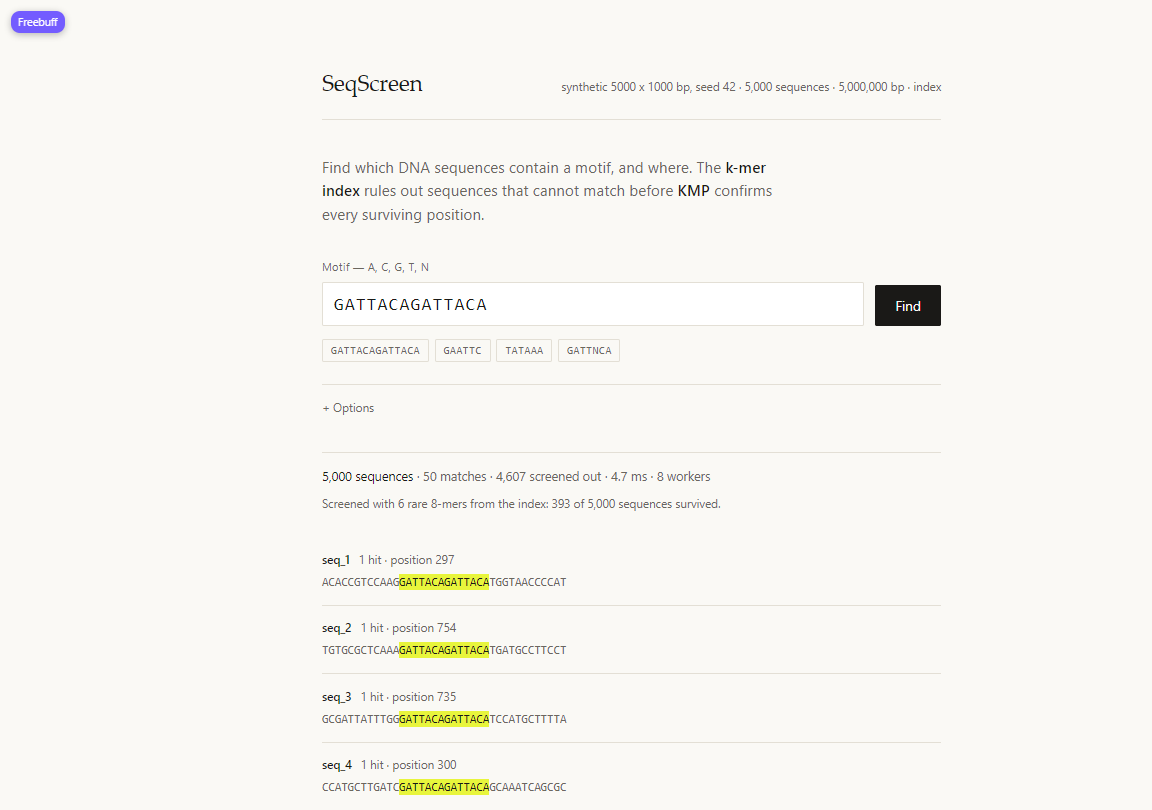 Freebuff
SeqScreen
synthetic 5000 x 1000 bp, seed 42 · 5,000 sequences · 5,000,000 bp · index
Find which DNA sequences contain a motif, and where. The k-mer
index rules out sequences that cannot match before KMP confirms
every surviving position.
Motif — A, C, G, T, N
GATTACAGATTACA
Find
GATTACAGATTACA GAATTC TATAAA GATTNCA
+ Options
5,000 sequences · 50 matches · 4,607 screened out · 4.7 ms · 8 workers
Screened with 6 rare 8-mers from the index: 393 of 5,000 sequences survived.
seq_1 1 hit · position 297
ACACCGTCCAAGGATTACAGATTACATGGTAACCCCAT
seq_2 1 hit · position 754
TGTGCGCTCAAAGATTACAGATTACATGATGCCTTCCT
seq_3 1 hit · position 735
GCGATTATTTGGGATTACAGATTACATCCATGCTTTTA
seq_4 1 hit · position 300
CCATGCTTGATCGATTACAGATTACAGCAAATCAGCGC